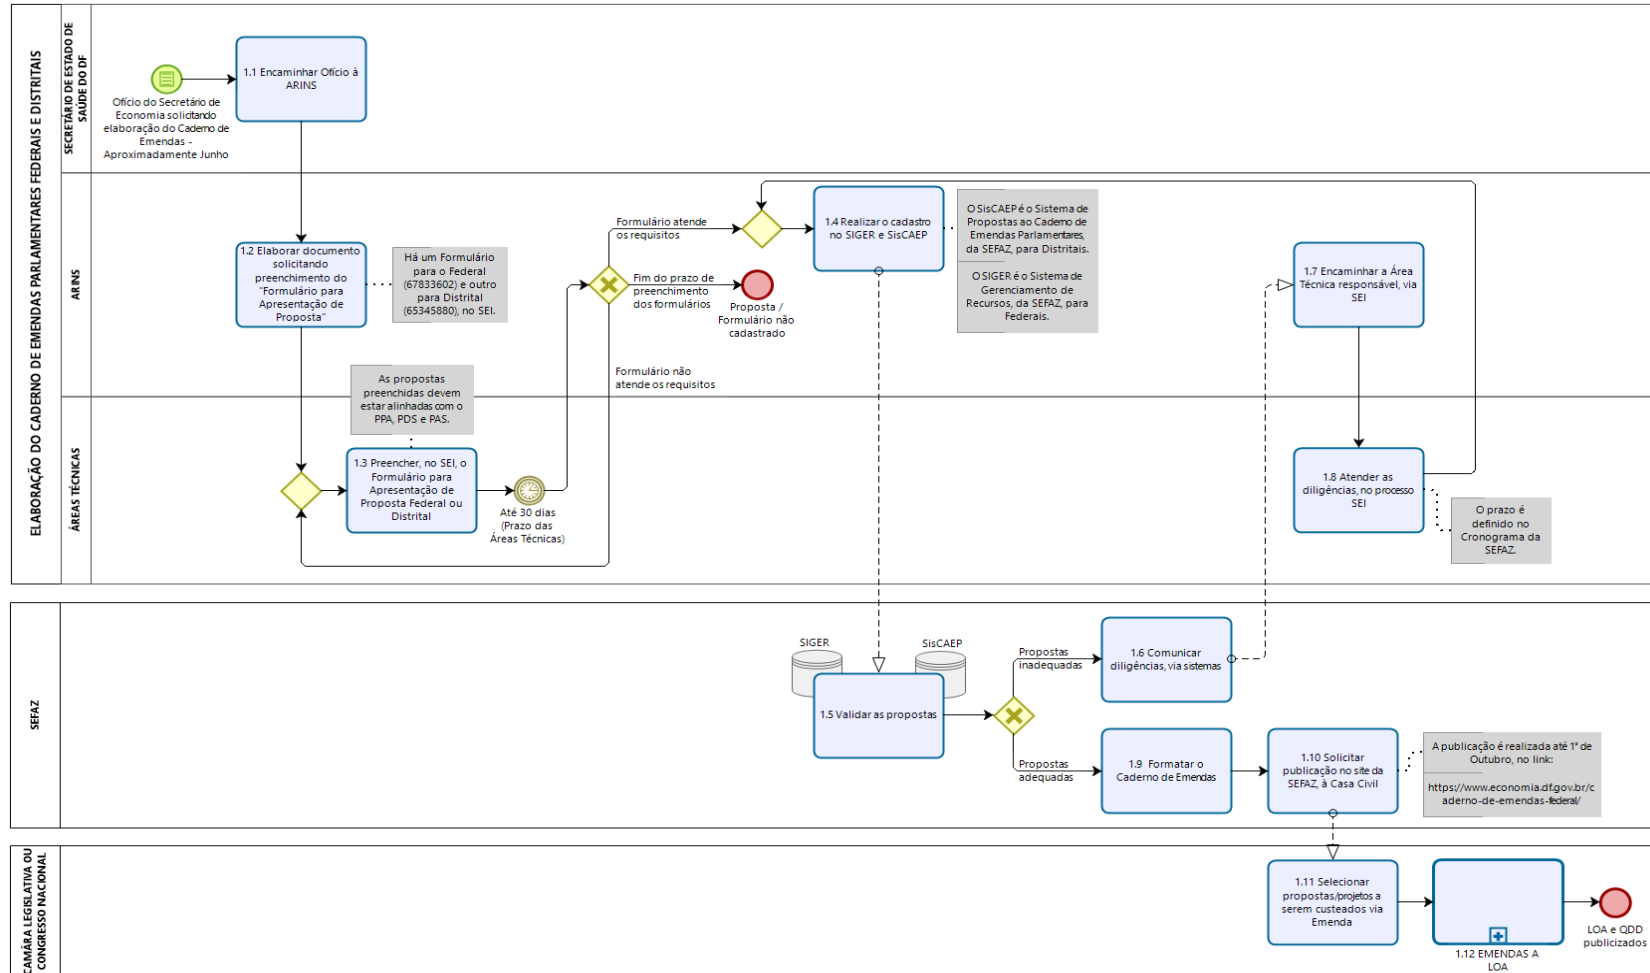 ELABORAÇÃO DO CADERNO DE EMENDAS PARLAMENTARES FEDERAIS E DISTRITAIS
SECRETÁRIO DE ESTADO DE
SAÚDE DO DF
Ofício do Secretário de
Economia solicitando
elaboração do Caderno de
Emendas -
Aproximadamente Junho
1.1 Encaminhar Ofício à
ARINS
ARINS
1.2 Elaborar documento
solicitando
preenchimento do
"Formulário para
Apresentação de
Proposta"
Há um Formulário
para o Federal
(67833602) e outro
para Distrital
(65345880), no SEI.
Formulário atende
os requisitos
Fim do prazo de
preenchimento
dos formulários
Proposta /
Formulário não
cadastrado
Formulário não
atende os requisitos
1.4 Realizar o cadastro
no SIGER e SisCAEP
O SisCAEP é o Sistema de
Propostas ao Caderno de
Emendas Parlamentares,
da SEFAZ, para Distritais.
O SIGER é o Sistema de
Gerenciamento de
Recursos, da SEFAZ, para
Federais.
1.7 Encaminhar a Área
Técnica responsável, via
SEI
ÁREAS TÉCNICAS
As propostas
preenchidas devem
estar alinhadas com o
PPA, PDS e PAS.
1.3 Preencher, no SEI, o
Formulário para
Apresentação de
Proposta Federal ou
Distrital
Até 30 dias
(Prazo das
Áreas Técnicas)
1.8 Atender as
diligências, no processo
SEI
O prazo é
definido no
Cronograma da
SEFAZ.
SEFAZ
SIGER
SisCAEP
1.5 Validar as propostas
Propostas
inadequadas
1.6 Comunicar
diligências, via sistemas
Propostas
adequadas
1.9 Formatar o
Caderno de Emendas
1.10 Solicitar
publicação no site da
SEFAZ, à Casa Civil
A publicação é realizada até 1° de
Outubro, no link:
https://www.economia.df.gov.br/c
aderno-de-emendas-federal/
CAMÂRA LEGISLATIVA OU
CONGRESSO NACIONAL
1.11 Selecionar
propostas/projetos a
serem custeados via
Emenda
1.12 EMENDAS A
LOA
LOA e QDD
publicizados